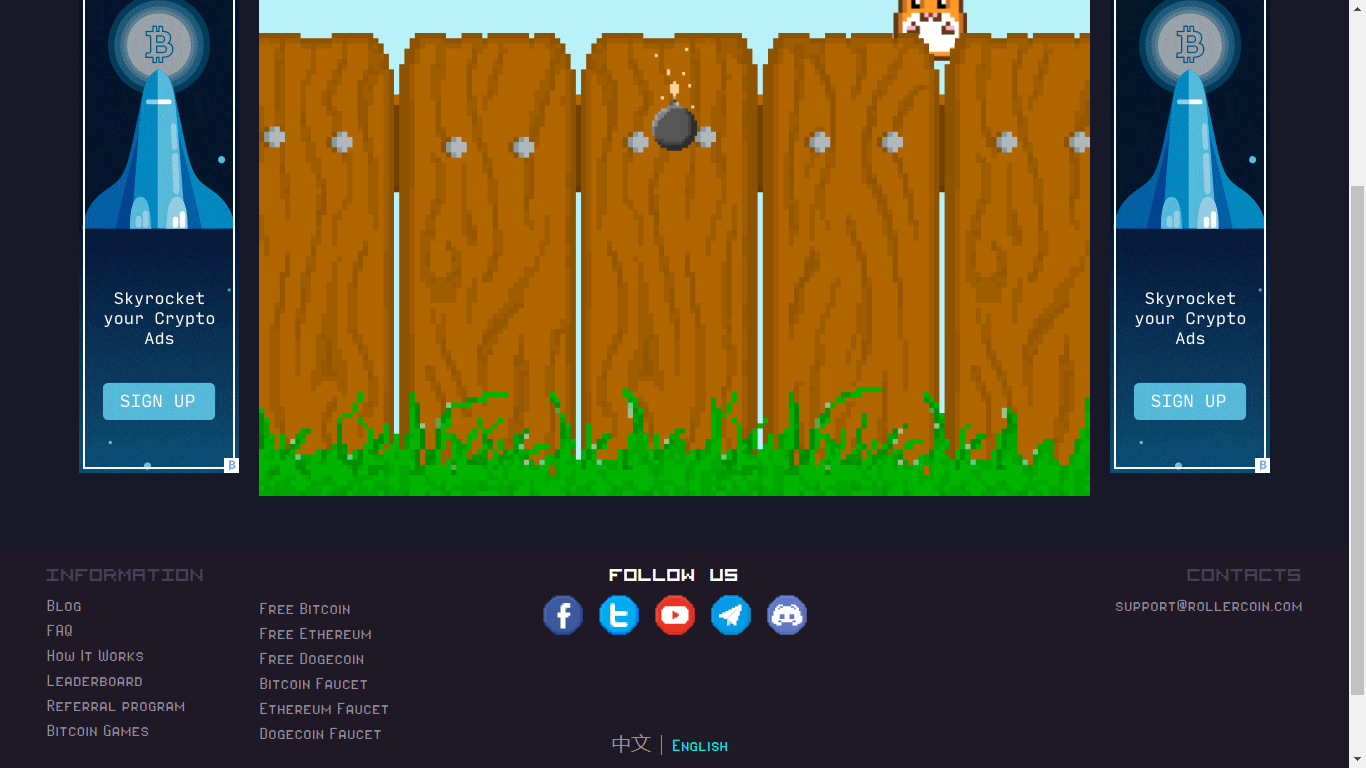 Skyrocket
your Crypto
Ads
SIGN UP
Skyrocket
your Crypto
Ads
SIGN UP
INFORMATION
Blog
FAQ
How It Works
Leaderboard
Referral program
Bitcoin Games
Free Bitcoin
Free Ethereum
Free Dogecoin
Bitcoin Faucet
Ethereum Faucet
Dogecoin Faucet
FOLLOW US
中文 | English
CONTACTS
support@rollercoin.com